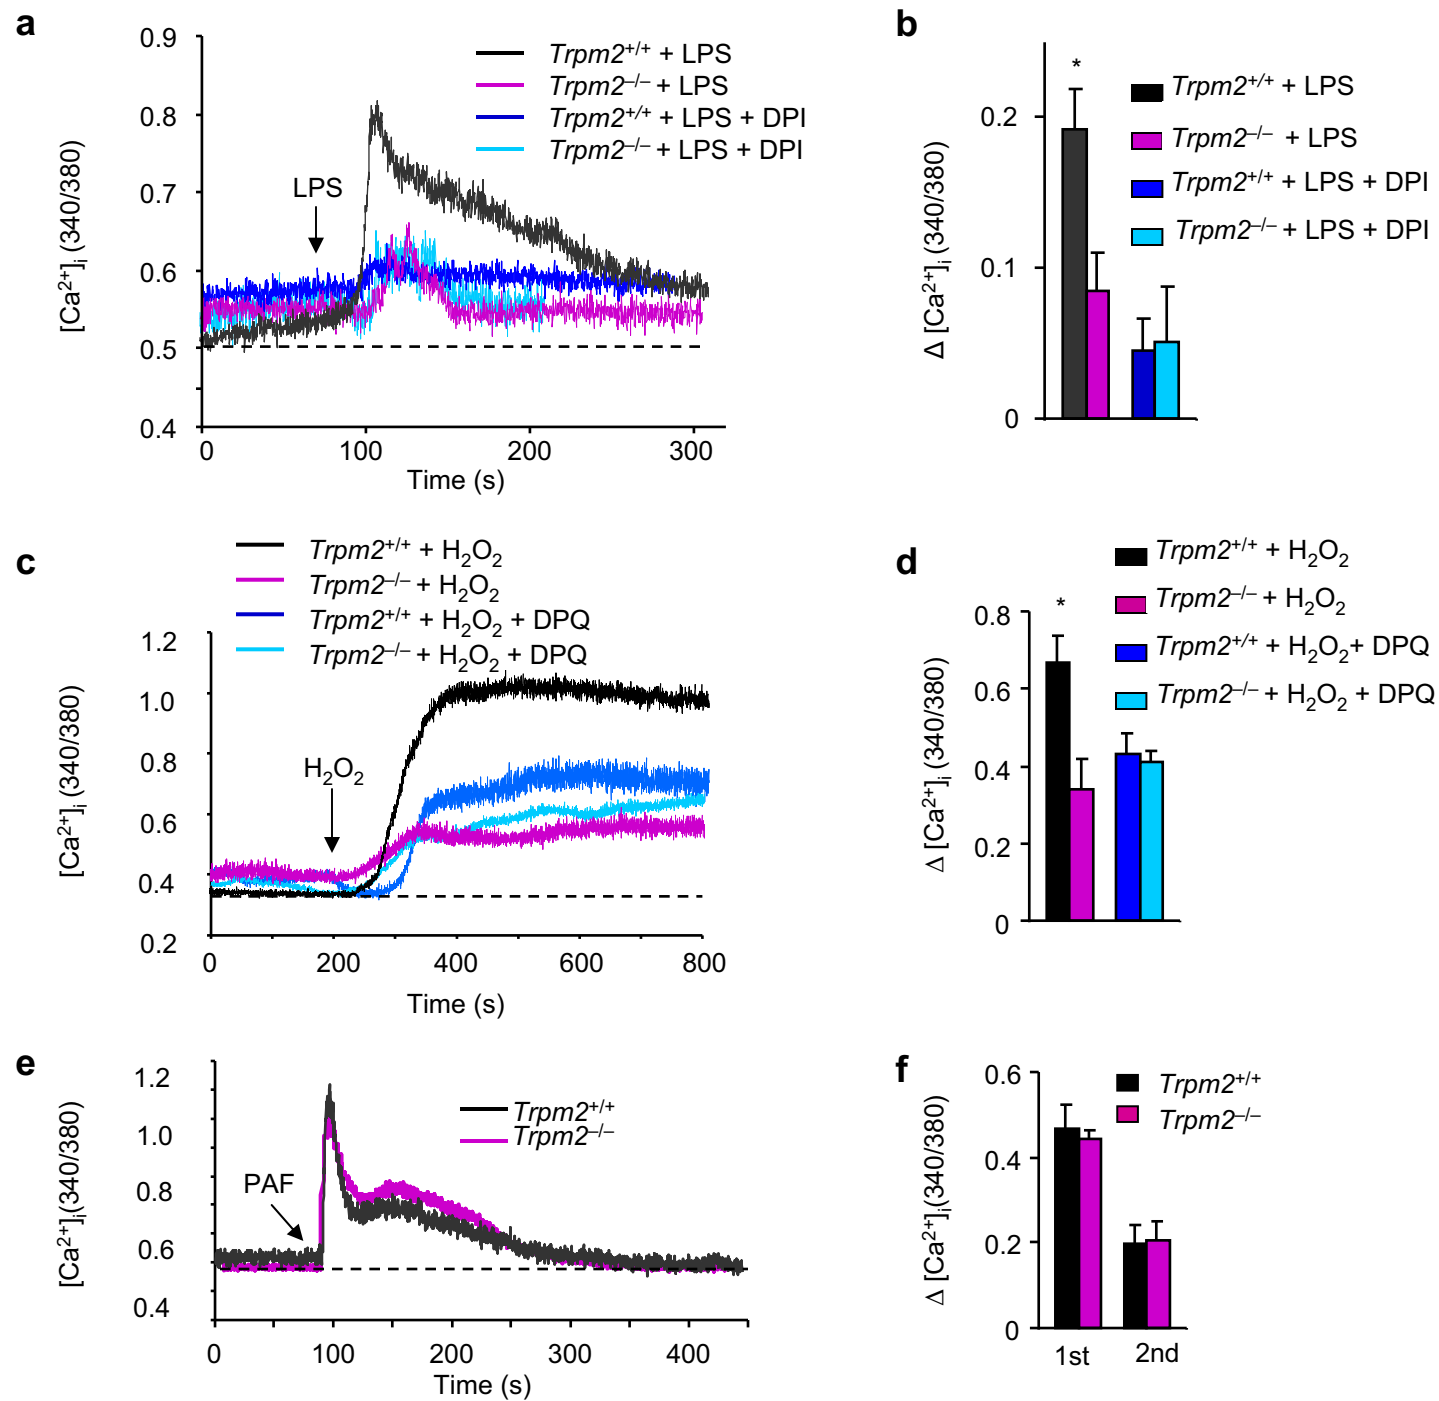 a
0.9
0.8
0.7
0.6
0.5
0.4
[Ca²⁺]ᵢ (340/380)
LPS
Trpm2⁺/⁺ + LPS
Trpm2⁻/⁻ + LPS
Trpm2⁺/⁺ + LPS + DPI
Trpm2⁻/⁻ + LPS + DPI
0 100 200 300
Time (s)
b
*
0.2
0.1
0
Δ [Ca²⁺]ᵢ (340/380)
Trpm2⁺/⁺ + LPS
Trpm2⁻/⁻ + LPS
Trpm2⁺/⁺ + LPS + DPI
Trpm2⁻/⁻ + LPS + DPI
c
Trpm2⁺/⁺ + H₂O₂
Trpm2⁻/⁻ + H₂O₂
Trpm2⁺/⁺ + H₂O₂ + DPQ
Trpm2⁻/⁻ + H₂O₂ + DPQ
1.2
1.0
0.8
0.6
0.4
0.2
[Ca²⁺]ᵢ (340/380)
H₂O₂
0 200 400 600 800
Time (s)
d
Trpm2⁺/⁺ + H₂O₂
Trpm2⁻/⁻ + H₂O₂
Trpm2⁺/⁺ + H₂O₂+ DPQ
Trpm2⁻/⁻ + H₂O₂ + DPQ
*
0.8
0.6
0.4
0.2
0
Δ [Ca²⁺]ᵢ (340/380)
e
1.2
1.0
0.8
0.6
0.4
[Ca²⁺]ᵢ(340/380)
PAF
Trpm2⁺/⁺
Trpm2⁻/⁻
0 100 200 300 400
Time (s)
f
0.6
0.4
0.2
0
Δ [Ca²⁺]ᵢ(340/380)
Trpm2⁺/⁺
Trpm2⁻/⁻
1st 2nd